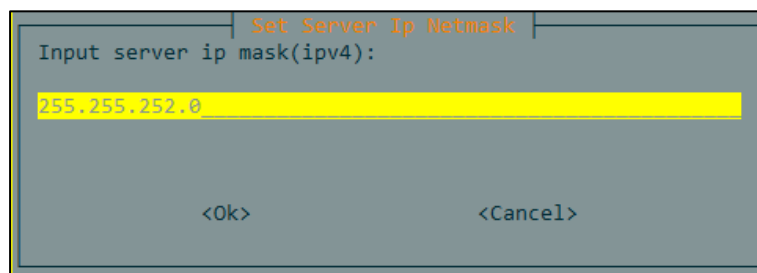 Set Server Ip Netmask
Input server ip mask(ipv4):
255.255.252.0
<Ok> <Cancel>